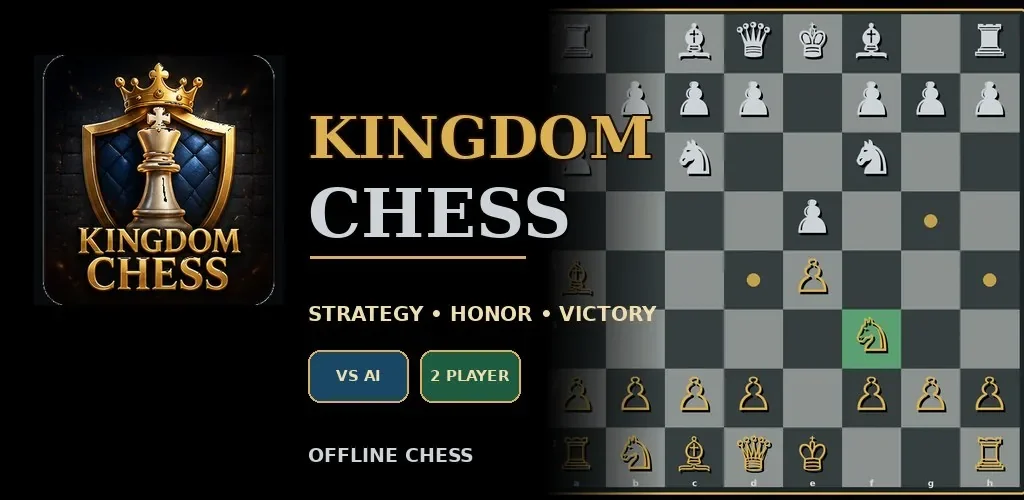 KINGDOM
CHESS
KINGDOM
CHESS
STRATEGY • HONOR • VICTORY
VS AI
2 PLAYER
OFFLINE CHESS
a b c d e f g h